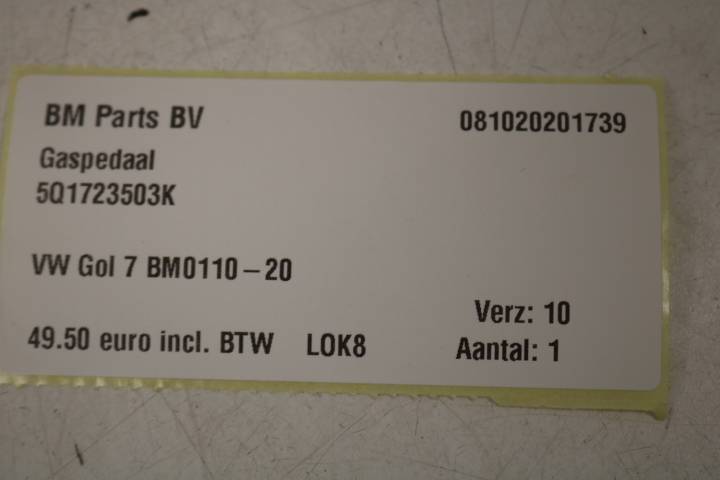 BM Parts BV 081020201739
Gaspedaal
5Q1723503K
VW Gol 7 BM0110-20
Verz: 10
49.50 euro incl. BTW LOK8 Aantal: 1